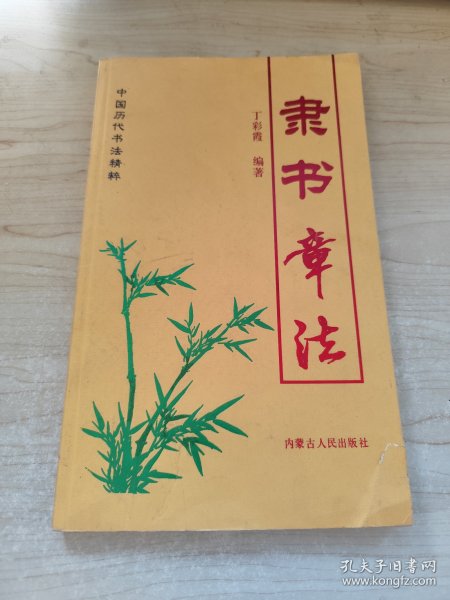 中国历代书法精粹
丁彩霞 编著
隶书章法
内蒙古人民出版社
孔夫子旧书网
www.kongfz.com